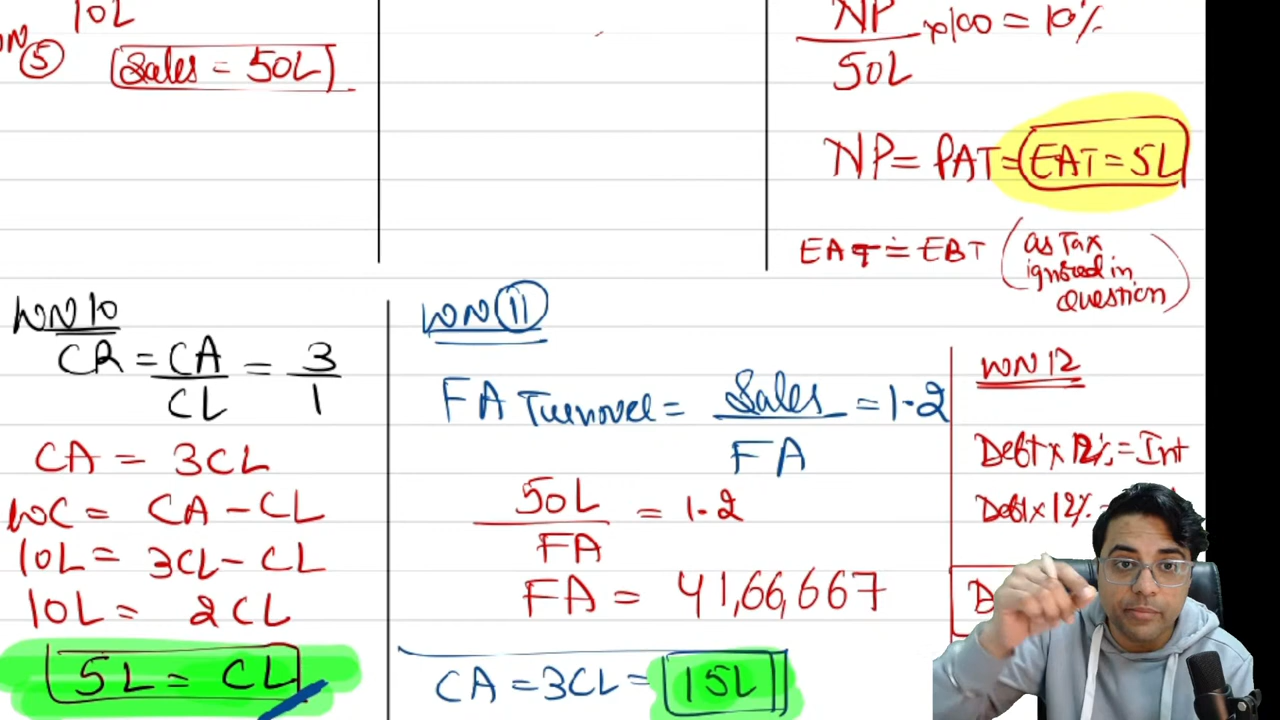 10L
WN ⑤
Sales = 50L
NP/50L × 100 = 10%
NP = PAT = EAT = 5L
EAT = EBT (as Tax ignored in question)
WN 10
CR = CA/CL = 3/1
CA = 3CL
WC = CA - CL
10L = 3CL - CL
10L = 2CL
5L = CL
WN ⑪
FA Turnover = Sales/FA = 1.2
50L/FA = 1.2
FA = 41,66,667
CA = 3CL = 15L
WN 12
Debt × 12% = Int
Debt × 12% =
D